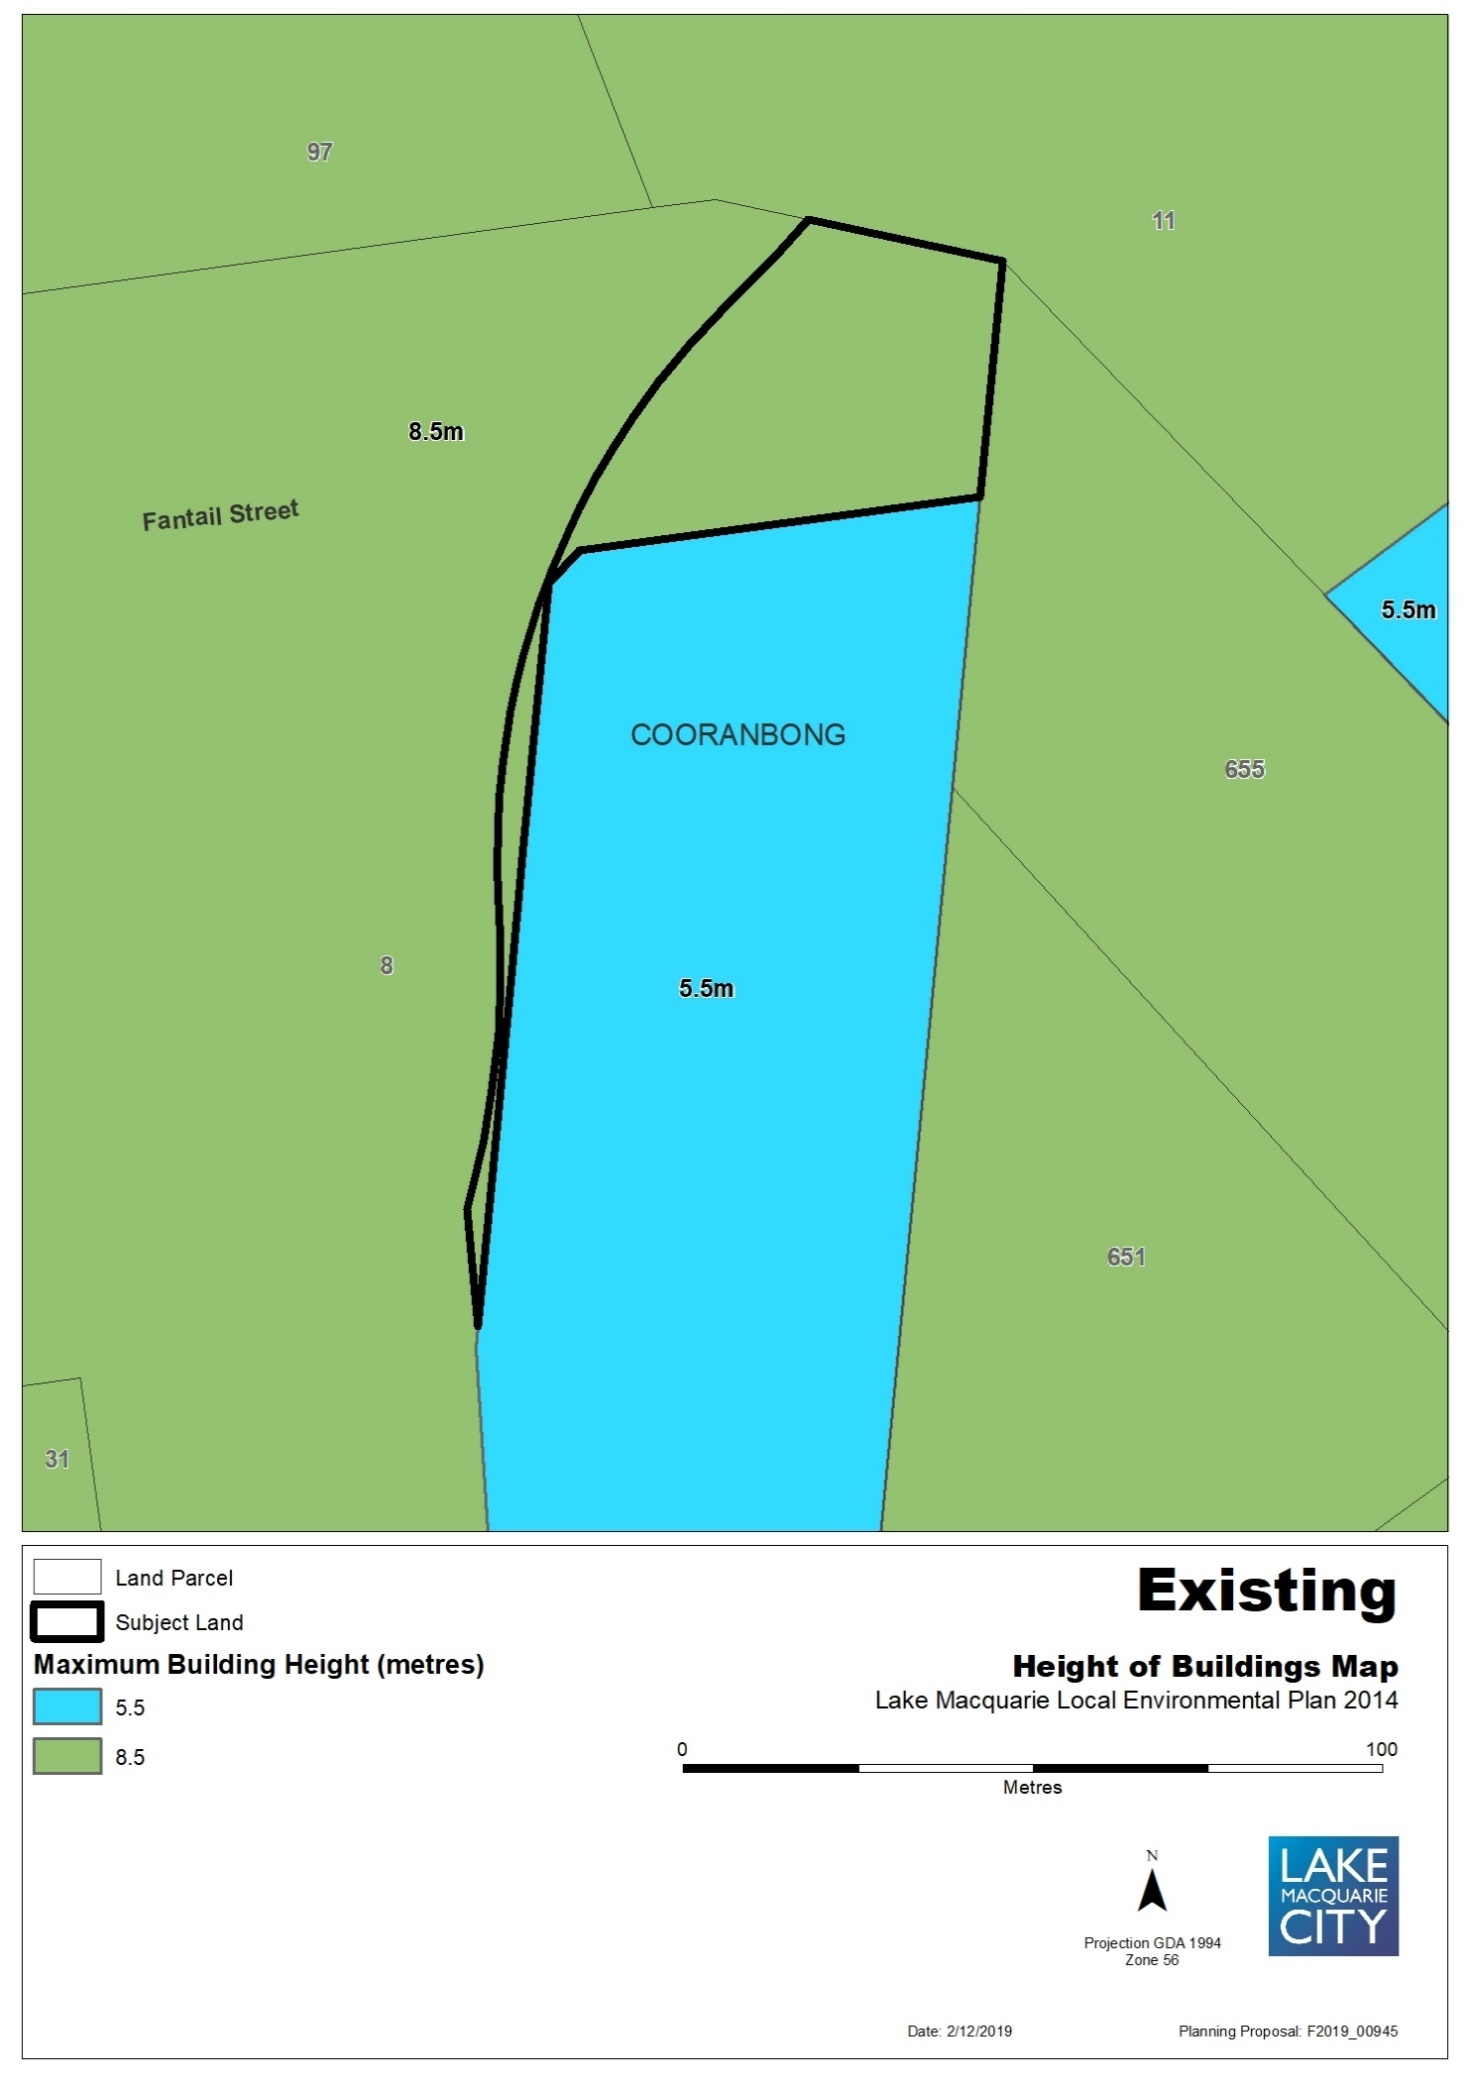 97
11
8.5m
Fantail Street
5.5m
COORANBONG
655
8
5.5m
651
31
Land Parcel
Subject Land
Maximum Building Height (metres)
5.5
8.5
Existing
Height of Buildings Map
Lake Macquarie Local Environmental Plan 2014
0 100
Metres
N
Projection GDA 1994
Zone 56
LAKE
MACQUARIE
CITY
Date: 2/12/2019
Planning Proposal: F2019_00945